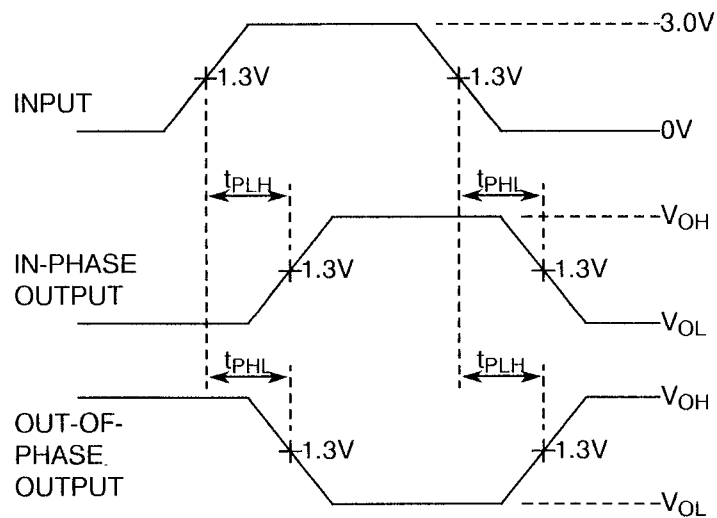 3.0V
1.3V
1.3V
INPUT
0V
tPLH
tPHL
VOH
IN-PHASE
OUTPUT
1.3V
1.3V
VOL
tPHL
tPLH
VOH
OUT-OF-
PHASE
OUTPUT
1.3V
1.3V
VOL